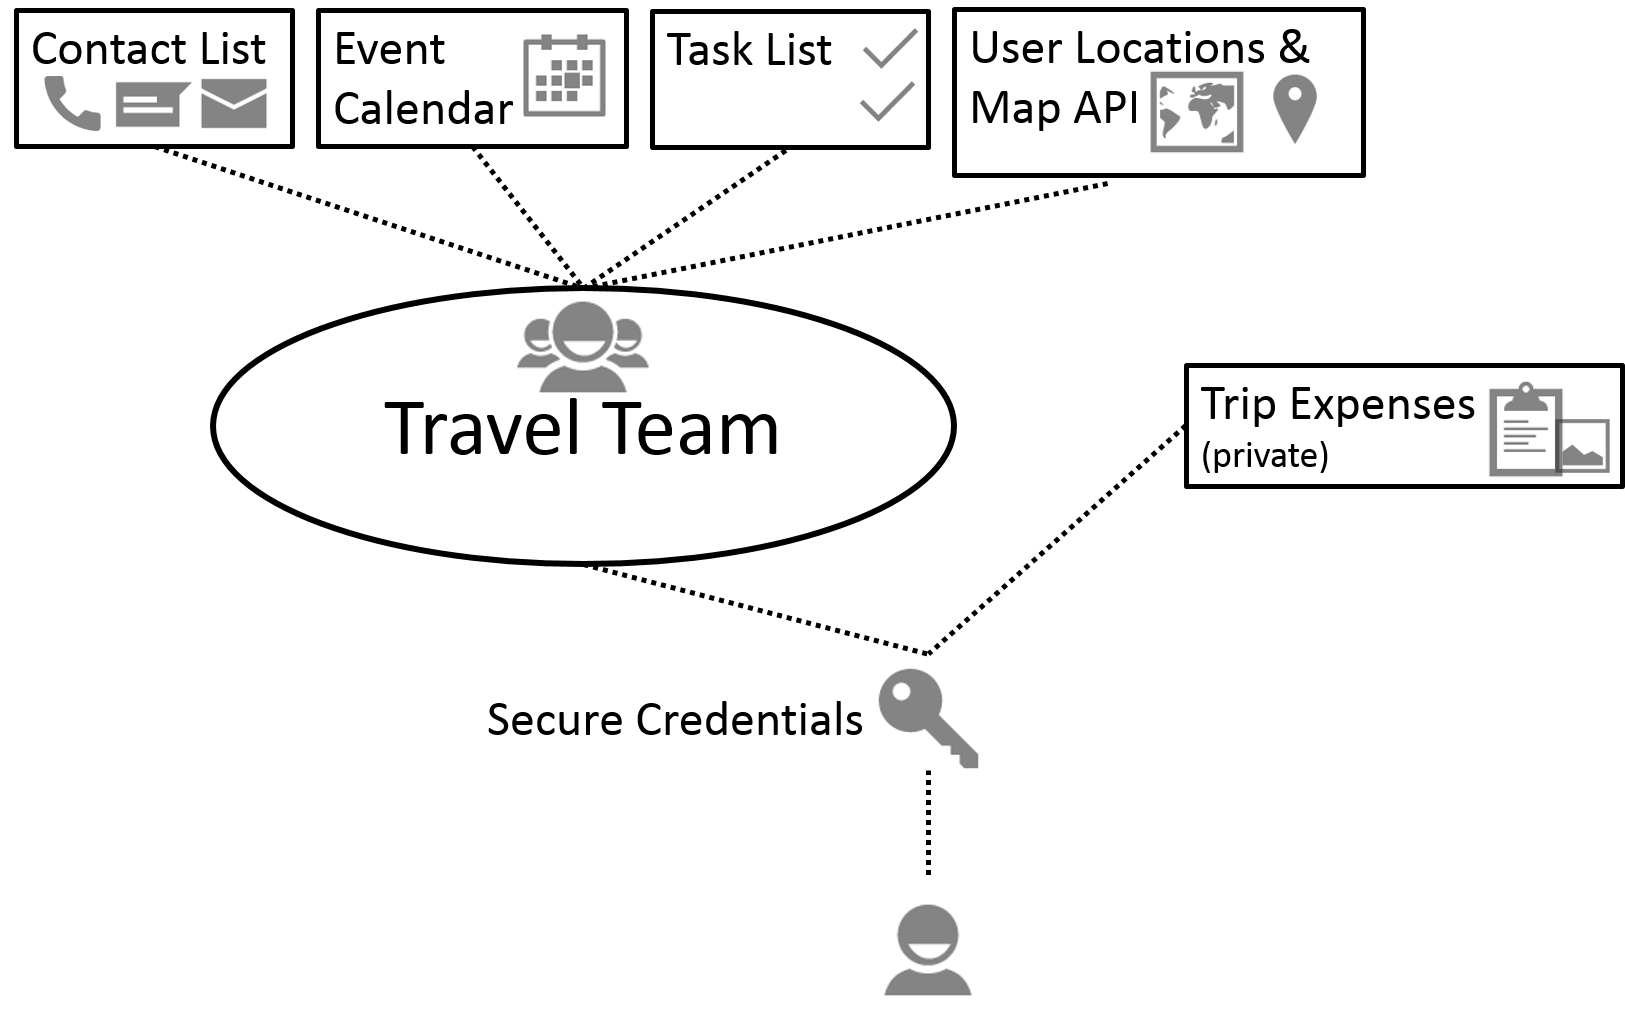 Contact List
Event
Calendar
Task List
User Locations &
Map API
Travel Team
Trip Expenses
(private)
Secure Credentials